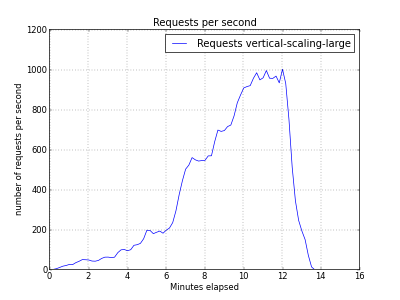 Requests per second
Requests vertical-scaling-large
number of requests per second
1200
1000
800
600
400
200
0
0 2 4 6 8 10 12 14 16
Minutes elapsed